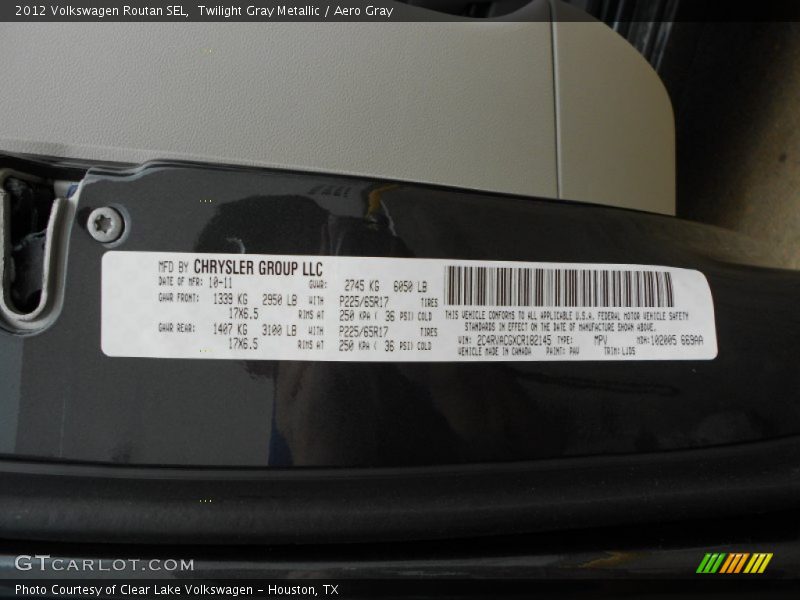 2012 Volkswagen Routan SEL, Twilight Gray Metallic / Aero Gray
MFD BY CHRYSLER GROUP LLC
DATE OF MFR: 10-11 GVWR: 2745 KG 6050 LB
GAWR FRONT: 1339 KG 2950 LB WITH P225/65R17 TIRES
17X6.5 RIMS AT 250 KPA ( 36 PSI) COLD
GAWR REAR: 1407 KG 3100 LB WITH P225/65R17 TIRES
17X6.5 RIMS AT 250 KPA ( 36 PSI) COLD
THIS VEHICLE CONFORMS TO ALL APPLICABLE U.S.A. FEDERAL MOTOR VEHICLE SAFETY
STANDARDS IN EFFECT ON THE DATE OF MANUFACTURE SHOWN ABOVE.
VIN: 2C4RVACGXCR182145 TYPE: MPV MDH: 102005 669AA
VEHICLE MADE IN CANADA PAINT: PAV TRIM: LJDS
GTCARLOT.COM
Photo Courtesy of Clear Lake Volkswagen - Houston, TX